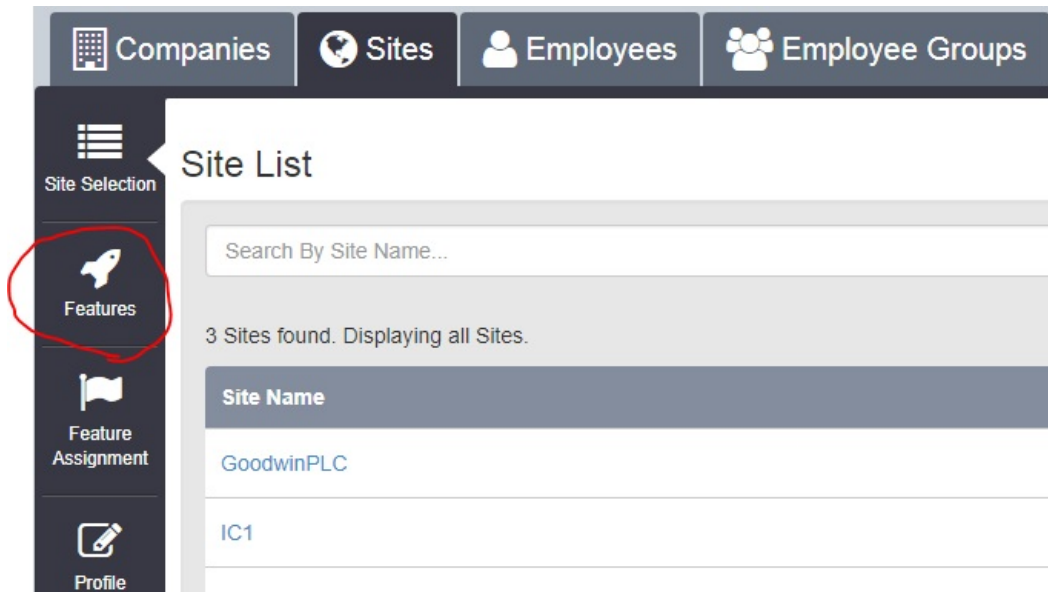 Companies
Sites
Employees
Employee Groups
Site Selection
Features
Feature
Assignment
Profile
Site List
Search By Site Name...
3 Sites found. Displaying all Sites.
Site Name
GoodwinPLC
IC1